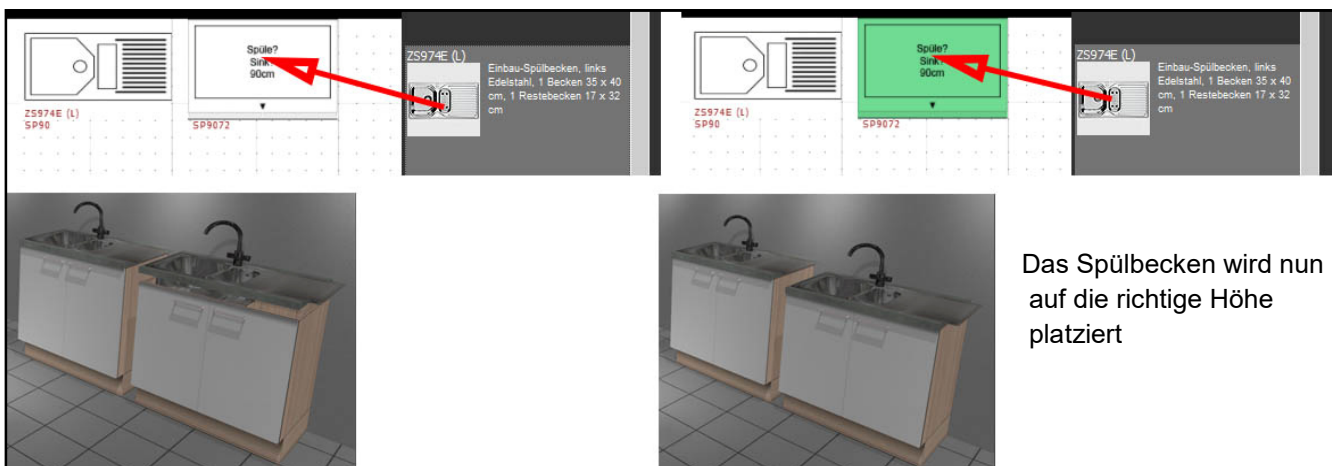 Spüle?
Sink?
90cm
ZS974E (L)
SP90
SP9072
ZS974E (L)
Einbau-Spülbecken, links
Edelstahl, 1 Becken 35 x 40
cm, 1 Restebecken 17 x 32
cm
Spüle?
Sink?
90cm
ZS974E (L)
SP90
SP9072
ZS974E (L)
Einbau-Spülbecken, links
Edelstahl, 1 Becken 35 x 40
cm, 1 Restebecken 17 x 32
cm
Das Spülbecken wird nun
auf die richtige Höhe
platziert